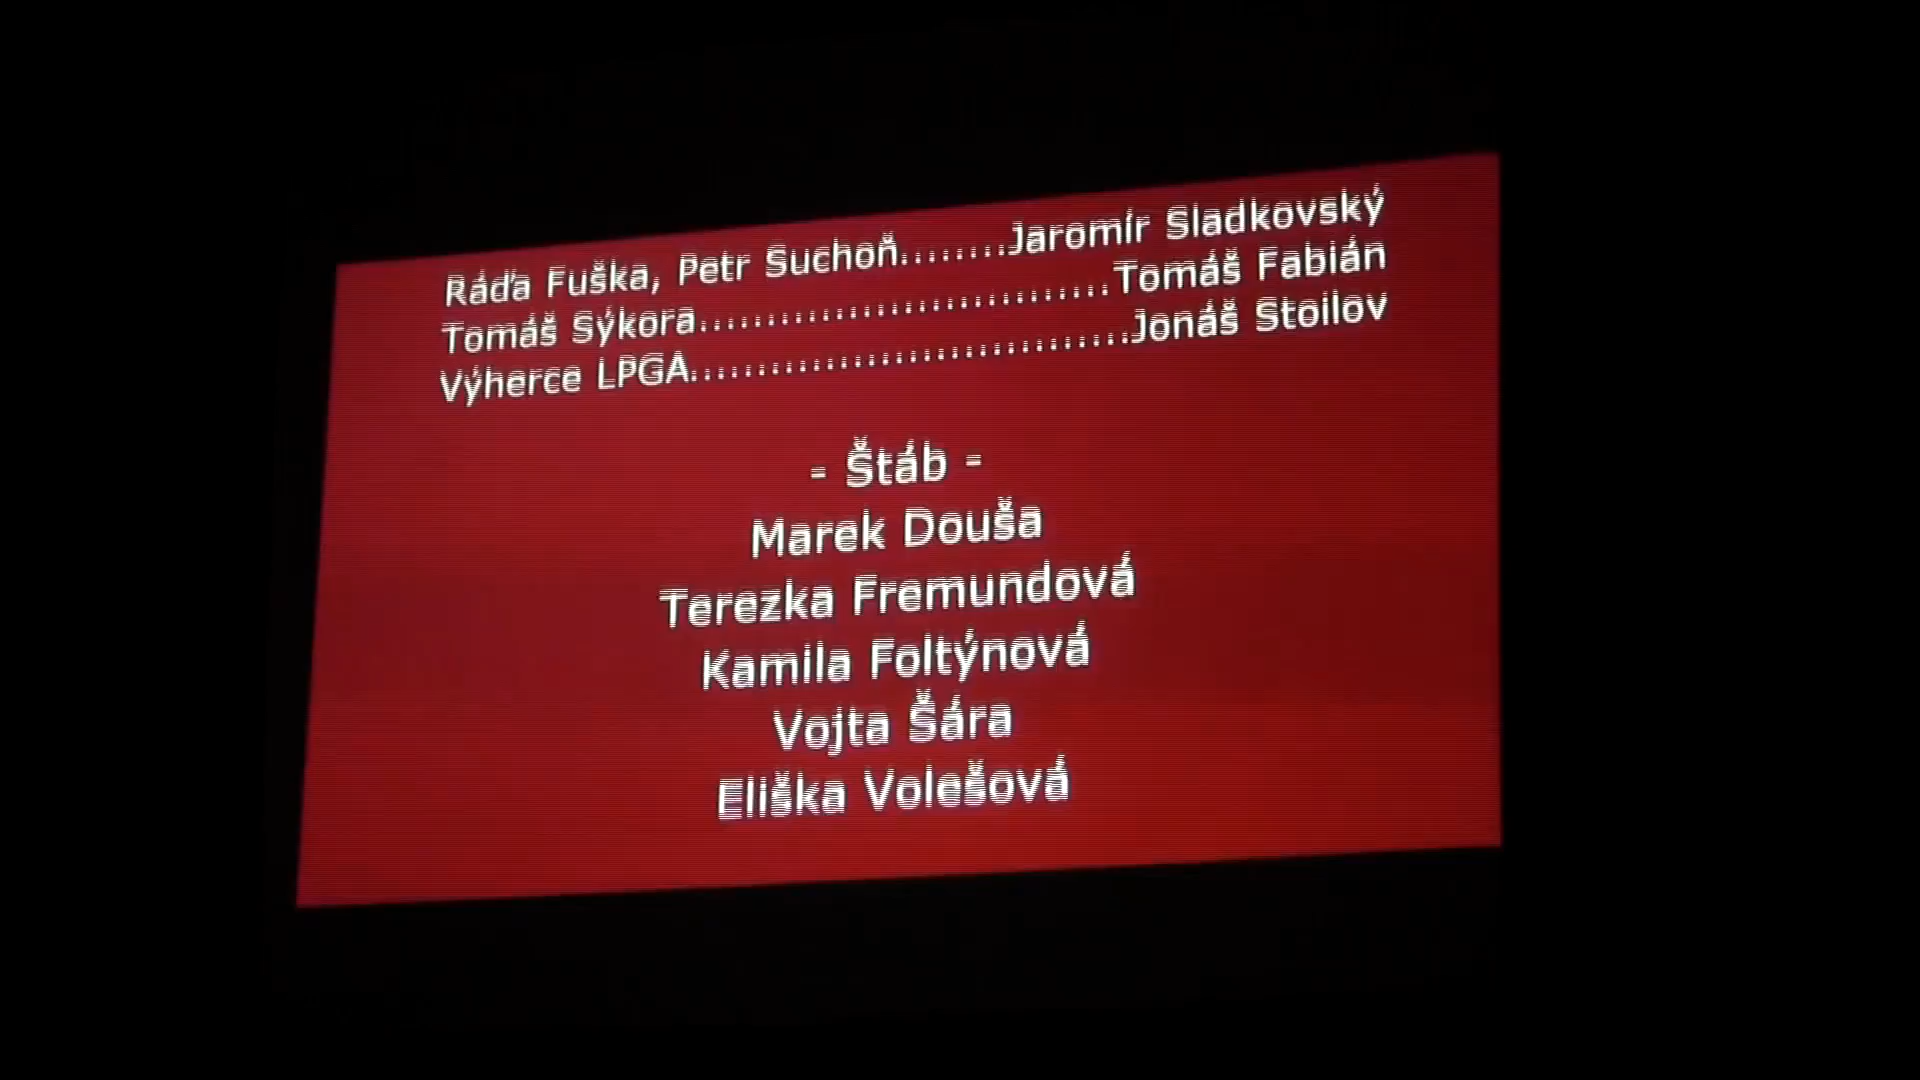 Ráďa Fuška, Petr Suchoň........Jaromír Sladkovský
Tomáš Sýkora...............................Tomáš Fabián
Výherce LPGA.................................Jonáš Stoilov
- Štáb -
Marek Douša
Terezka Fremundová
Kamila Foltýnová
Vojta Šára
Eliška Volešová